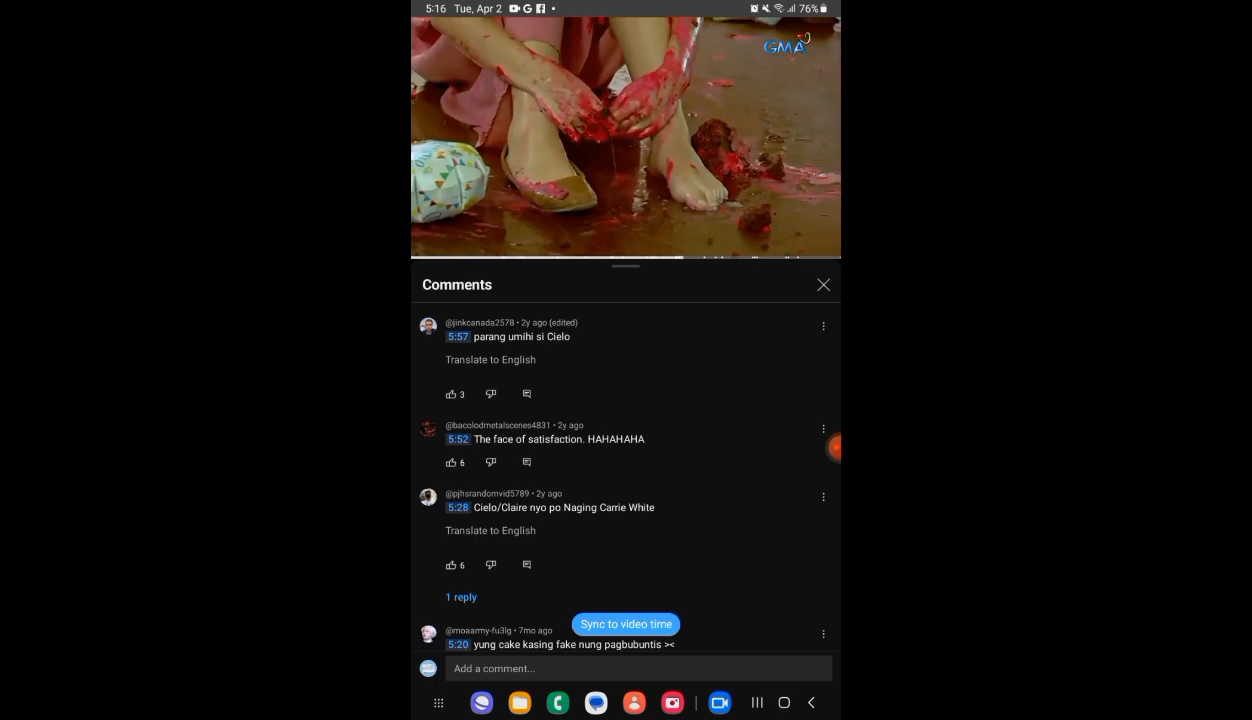 5:16 Tue, Apr 2
76%
GMA
Comments
@jinkcanada2578 • 2y ago (edited)
5:57 parang umihi si Cielo
Translate to English
3
@bacolodmetalscenes4831 • 2y ago
5:52 The face of satisfaction. HAHAHAHA
6
@pjhsrandomvid5789 • 2y ago
5:28 Cielo/Claire nyo po Naging Carrie White
Translate to English
6
1 reply
Sync to video time
@moaarmy-fu3lg • 7mo ago
5:20 yung cake kasing fake nung pagbubuntis ><
Add a comment...